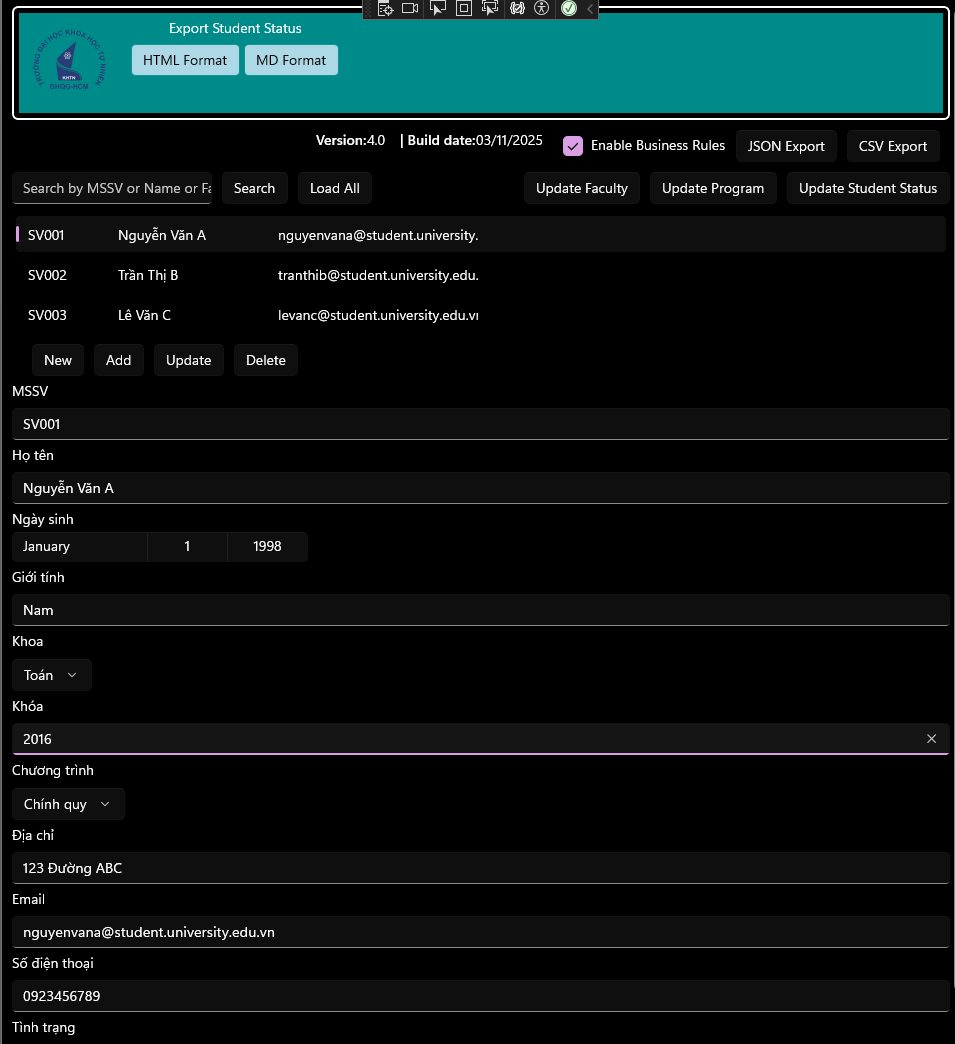 Export Student Status
TRƯỜNG ĐẠI HỌC KHOA HỌC TỰ NHIÊN
KHTN
ĐHQG-HCM
HTML Format
MD Format
Version:4.0 | Build date:03/11/2025
Enable Business Rules
JSON Export
CSV Export
Search by MSSV or Name or Fa
Search
Load All
Update Faculty
Update Program
Update Student Status
SV001 Nguyễn Văn A nguyenvana@student.university.
SV002 Trần Thị B tranthib@student.university.edu.
SV003 Lê Văn C levanc@student.university.edu.vn
New
Add
Update
Delete
MSSV
SV001
Họ tên
Nguyễn Văn A
Ngày sinh
January 1 1998
Giới tính
Nam
Khoa
Toán
Khóa
2016
Chương trình
Chính quy
Địa chỉ
123 Đường ABC
Email
nguyenvana@student.university.edu.vn
Số điện thoại
0923456789
Tình trạng